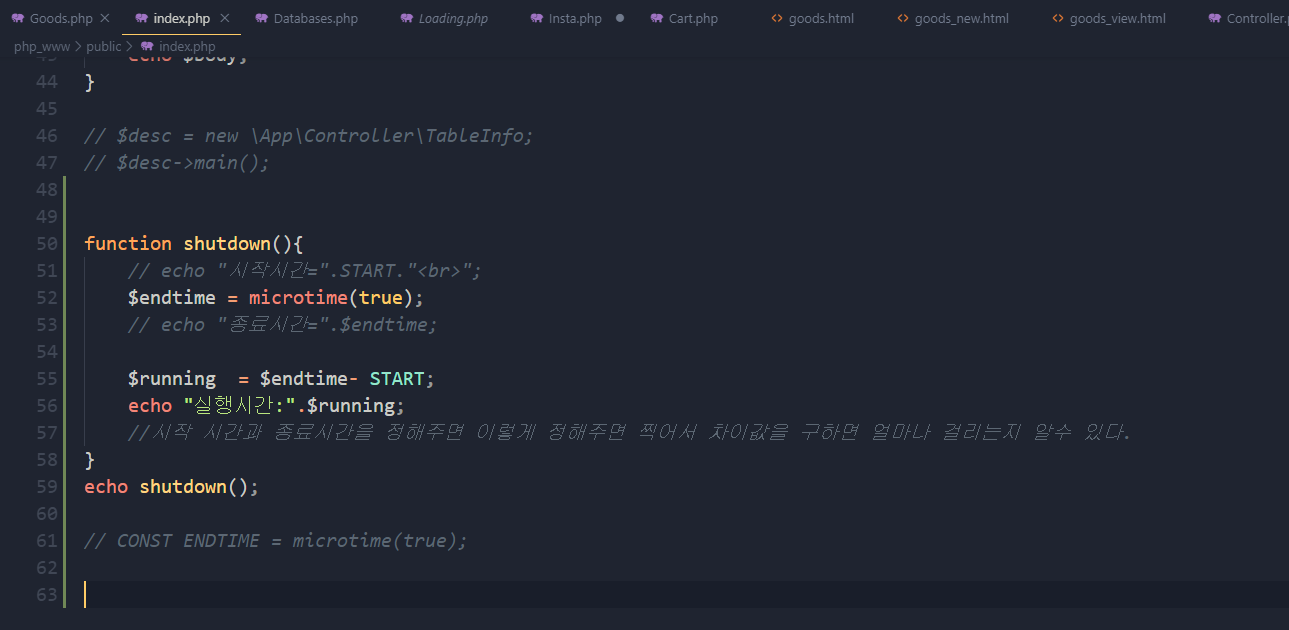 Goods.php index.php Databases.php Loading.php Insta.php Cart.php goods.html goods_new.html goods_view.html Controller.p
php_www > public > index.php
43 echo $body;
44 }
45
46 // $desc = new \App\Controller\TableInfo;
47 // $desc->main();
48
49
50 function shutdown(){
51 // echo "시작시간=".START."<br>";
52 $endtime = microtime(true);
53 // echo "종료시간=".$endtime;
54
55 $running  = $endtime- START;
56 echo "실행시간:".$running;
57 //시작 시간과 종료시간을 정해주면 이렇게 정해주면 찍어서 차이값을 구하면 얼마나 걸리는지 알수 있다.
58 }
59 echo shutdown();
60
61 // CONST ENDTIME = microtime(true);
62
63